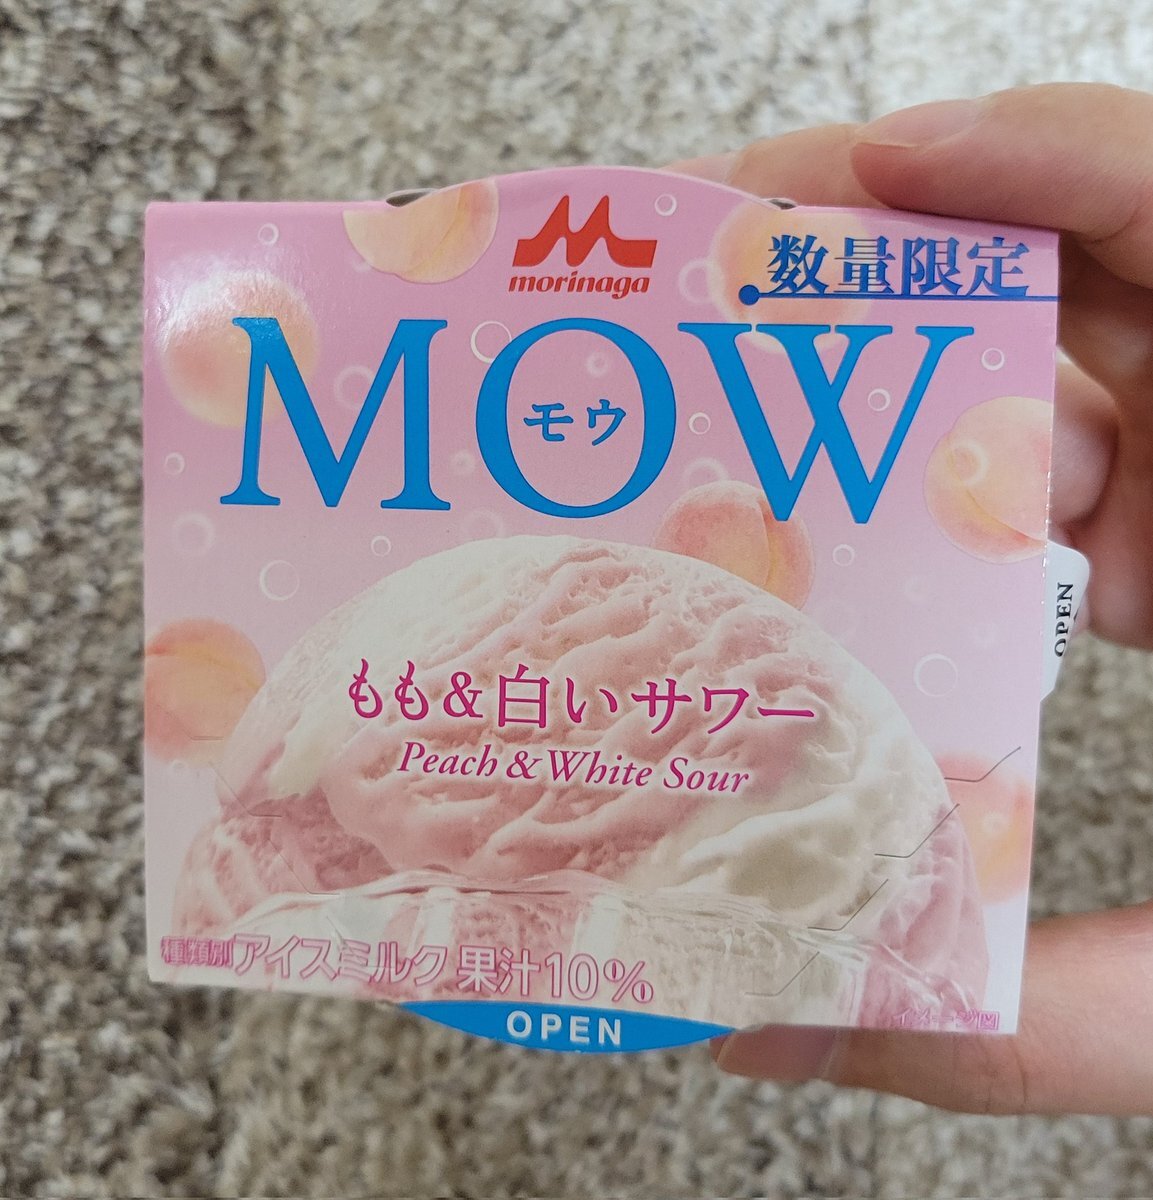 morinaga
数量限定
MOW
モウ
もも&白いサワー
Peach & White Sour
種類別アイスミルク 果汁10%
イメージ図
OPEN
OPEN